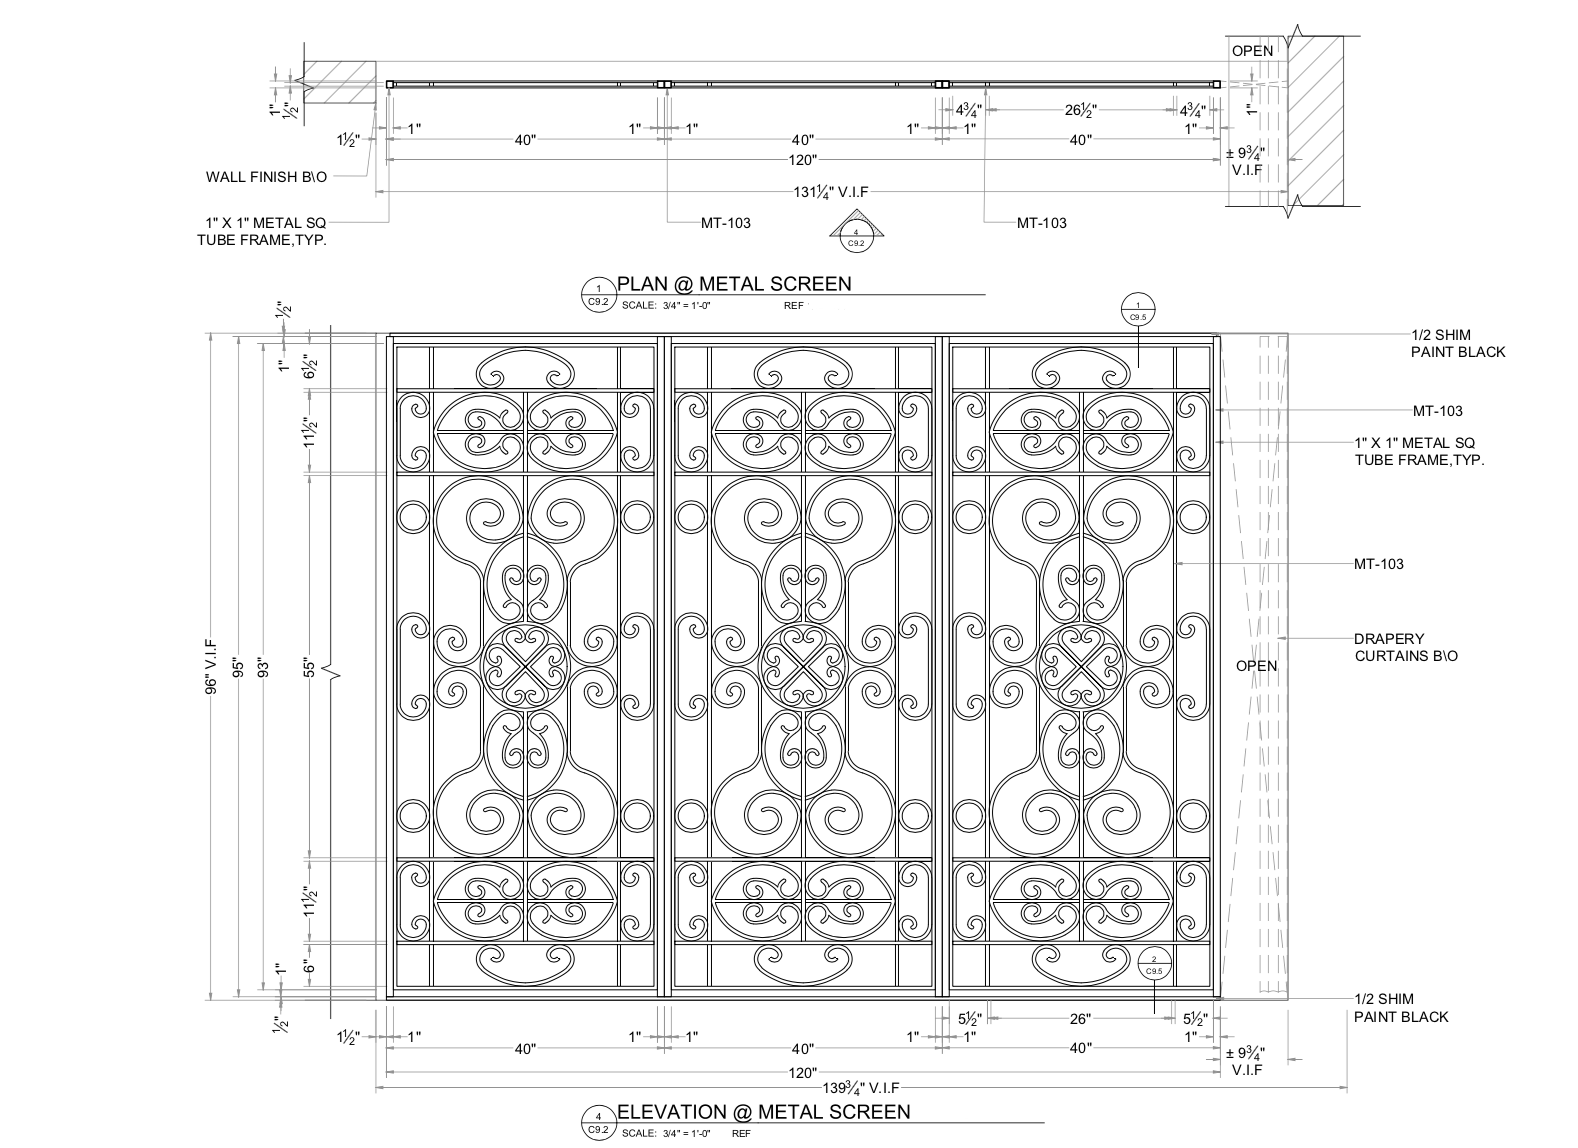 OPEN
1"
½"
1"
4¾"
26½"
4¾"
1½"
1"
1"
1"
1"
1"
1"
40"
40"
40"
120"
± 9¾"
V.I.F
WALL FINISH B\O
131¼" V.I.F
1" X 1" METAL SQ
TUBE FRAME,TYP.
MT-103
MT-103
4
C9.2
1
C9.2
PLAN @ METAL SCREEN
SCALE: 3/4" = 1'-0"
REF
1
C9.5
½"
1"
6½"
11½"
55"
96" V.I.F
95"
93"
11½"
1"
6"
½"
1/2 SHIM
PAINT BLACK
MT-103
1" X 1" METAL SQ
TUBE FRAME,TYP.
MT-103
DRAPERY
CURTAINS B\O
OPEN
2
C9.5
1/2 SHIM
PAINT BLACK
5½"
26"
5½"
1½"
1"
1"
1"
1"
1"
1"
40"
40"
40"
± 9¾"
V.I.F
120"
139¾" V.I.F
4
C9.2
ELEVATION @ METAL SCREEN
SCALE: 3/4" = 1'-0"
REF